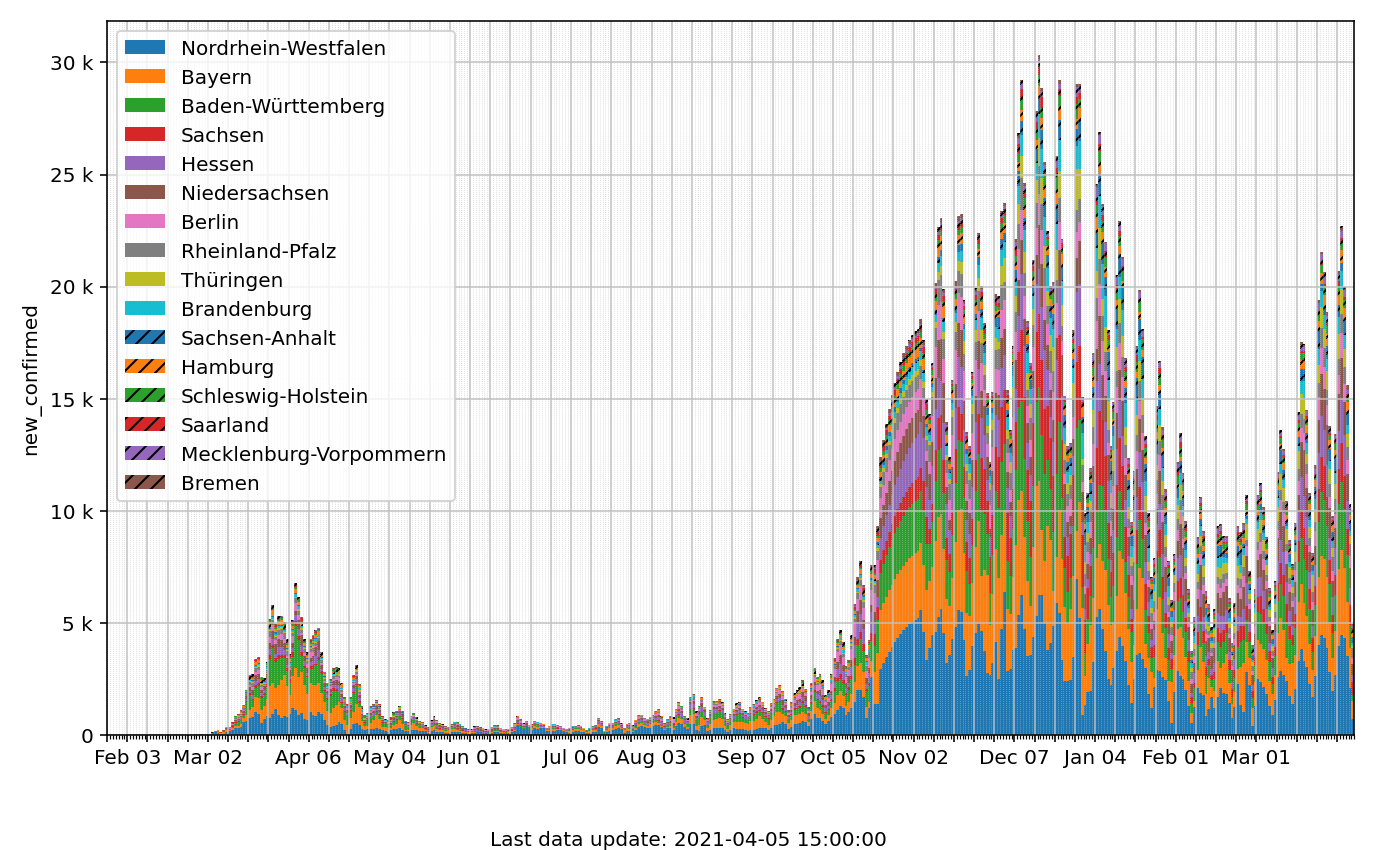 30 k
25 k
20 k
15 k
10 k
5 k
0
new_confirmed
Nordrhein-Westfalen
Bayern
Baden-Württemberg
Sachsen
Hessen
Niedersachsen
Berlin
Rheinland-Pfalz
Thüringen
Brandenburg
Sachsen-Anhalt
Hamburg
Schleswig-Holstein
Saarland
Mecklenburg-Vorpommern
Bremen
Feb 03 Mar 02 Apr 06 May 04 Jun 01 Jul 06 Aug 03 Sep 07 Oct 05 Nov 02 Dec 07 Jan 04 Feb 01 Mar 01
Last data update: 2021-04-05 15:00:00